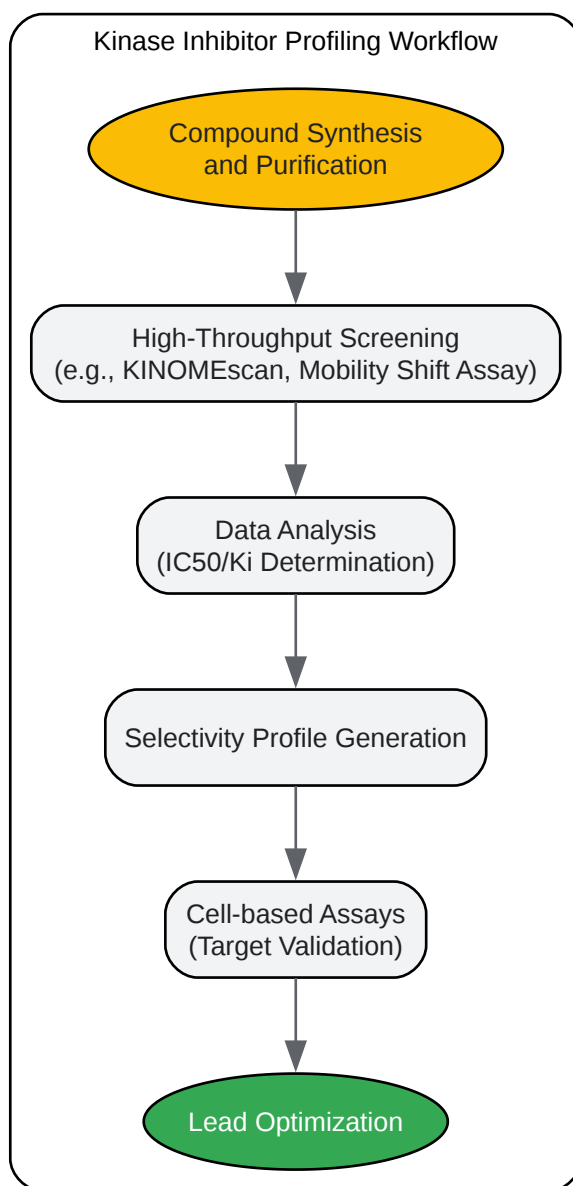 Kinase Inhibitor Profiling Workflow
Compound Synthesis
and Purification
High-Throughput Screening
(e.g., KINOMEscan, Mobility Shift Assay)
Data Analysis
(IC50/Ki Determination)
Selectivity Profile Generation
Cell-based Assays
(Target Validation)
Lead Optimization